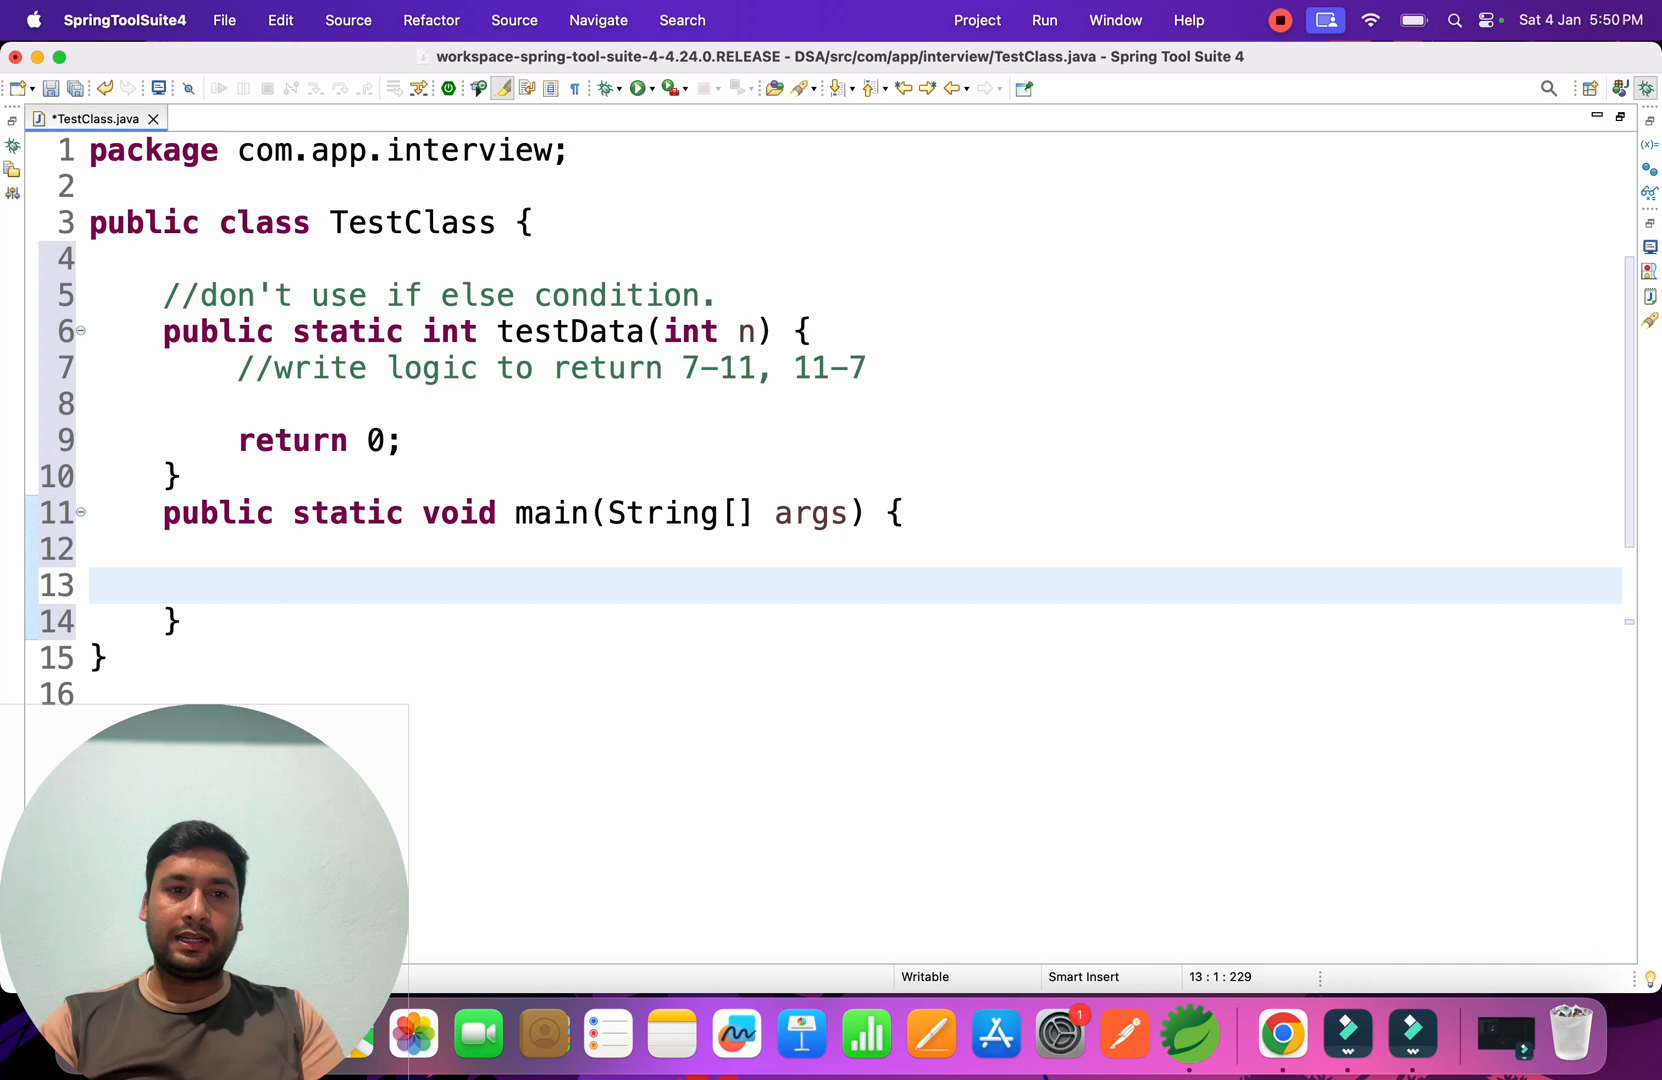 SpringToolSuite4 File Edit Source Refactor Source Navigate Search Project Run Window Help Sat 4 Jan 5:50 PM
workspace-spring-tool-suite-4-4.24.0.RELEASE - DSA/src/com/app/interview/TestClass.java - Spring Tool Suite 4
*TestClass.java
1 package com.app.interview;
2
3 public class TestClass {
4
5 //don't use if else condition.
6 public static int testData(int n) {
7 //write logic to return 7-11, 11-7
8
9 return 0;
10 }
11 public static void main(String[] args) {
12
13
14 }
15 }
16
Writable Smart Insert 13 : 1 : 229
1